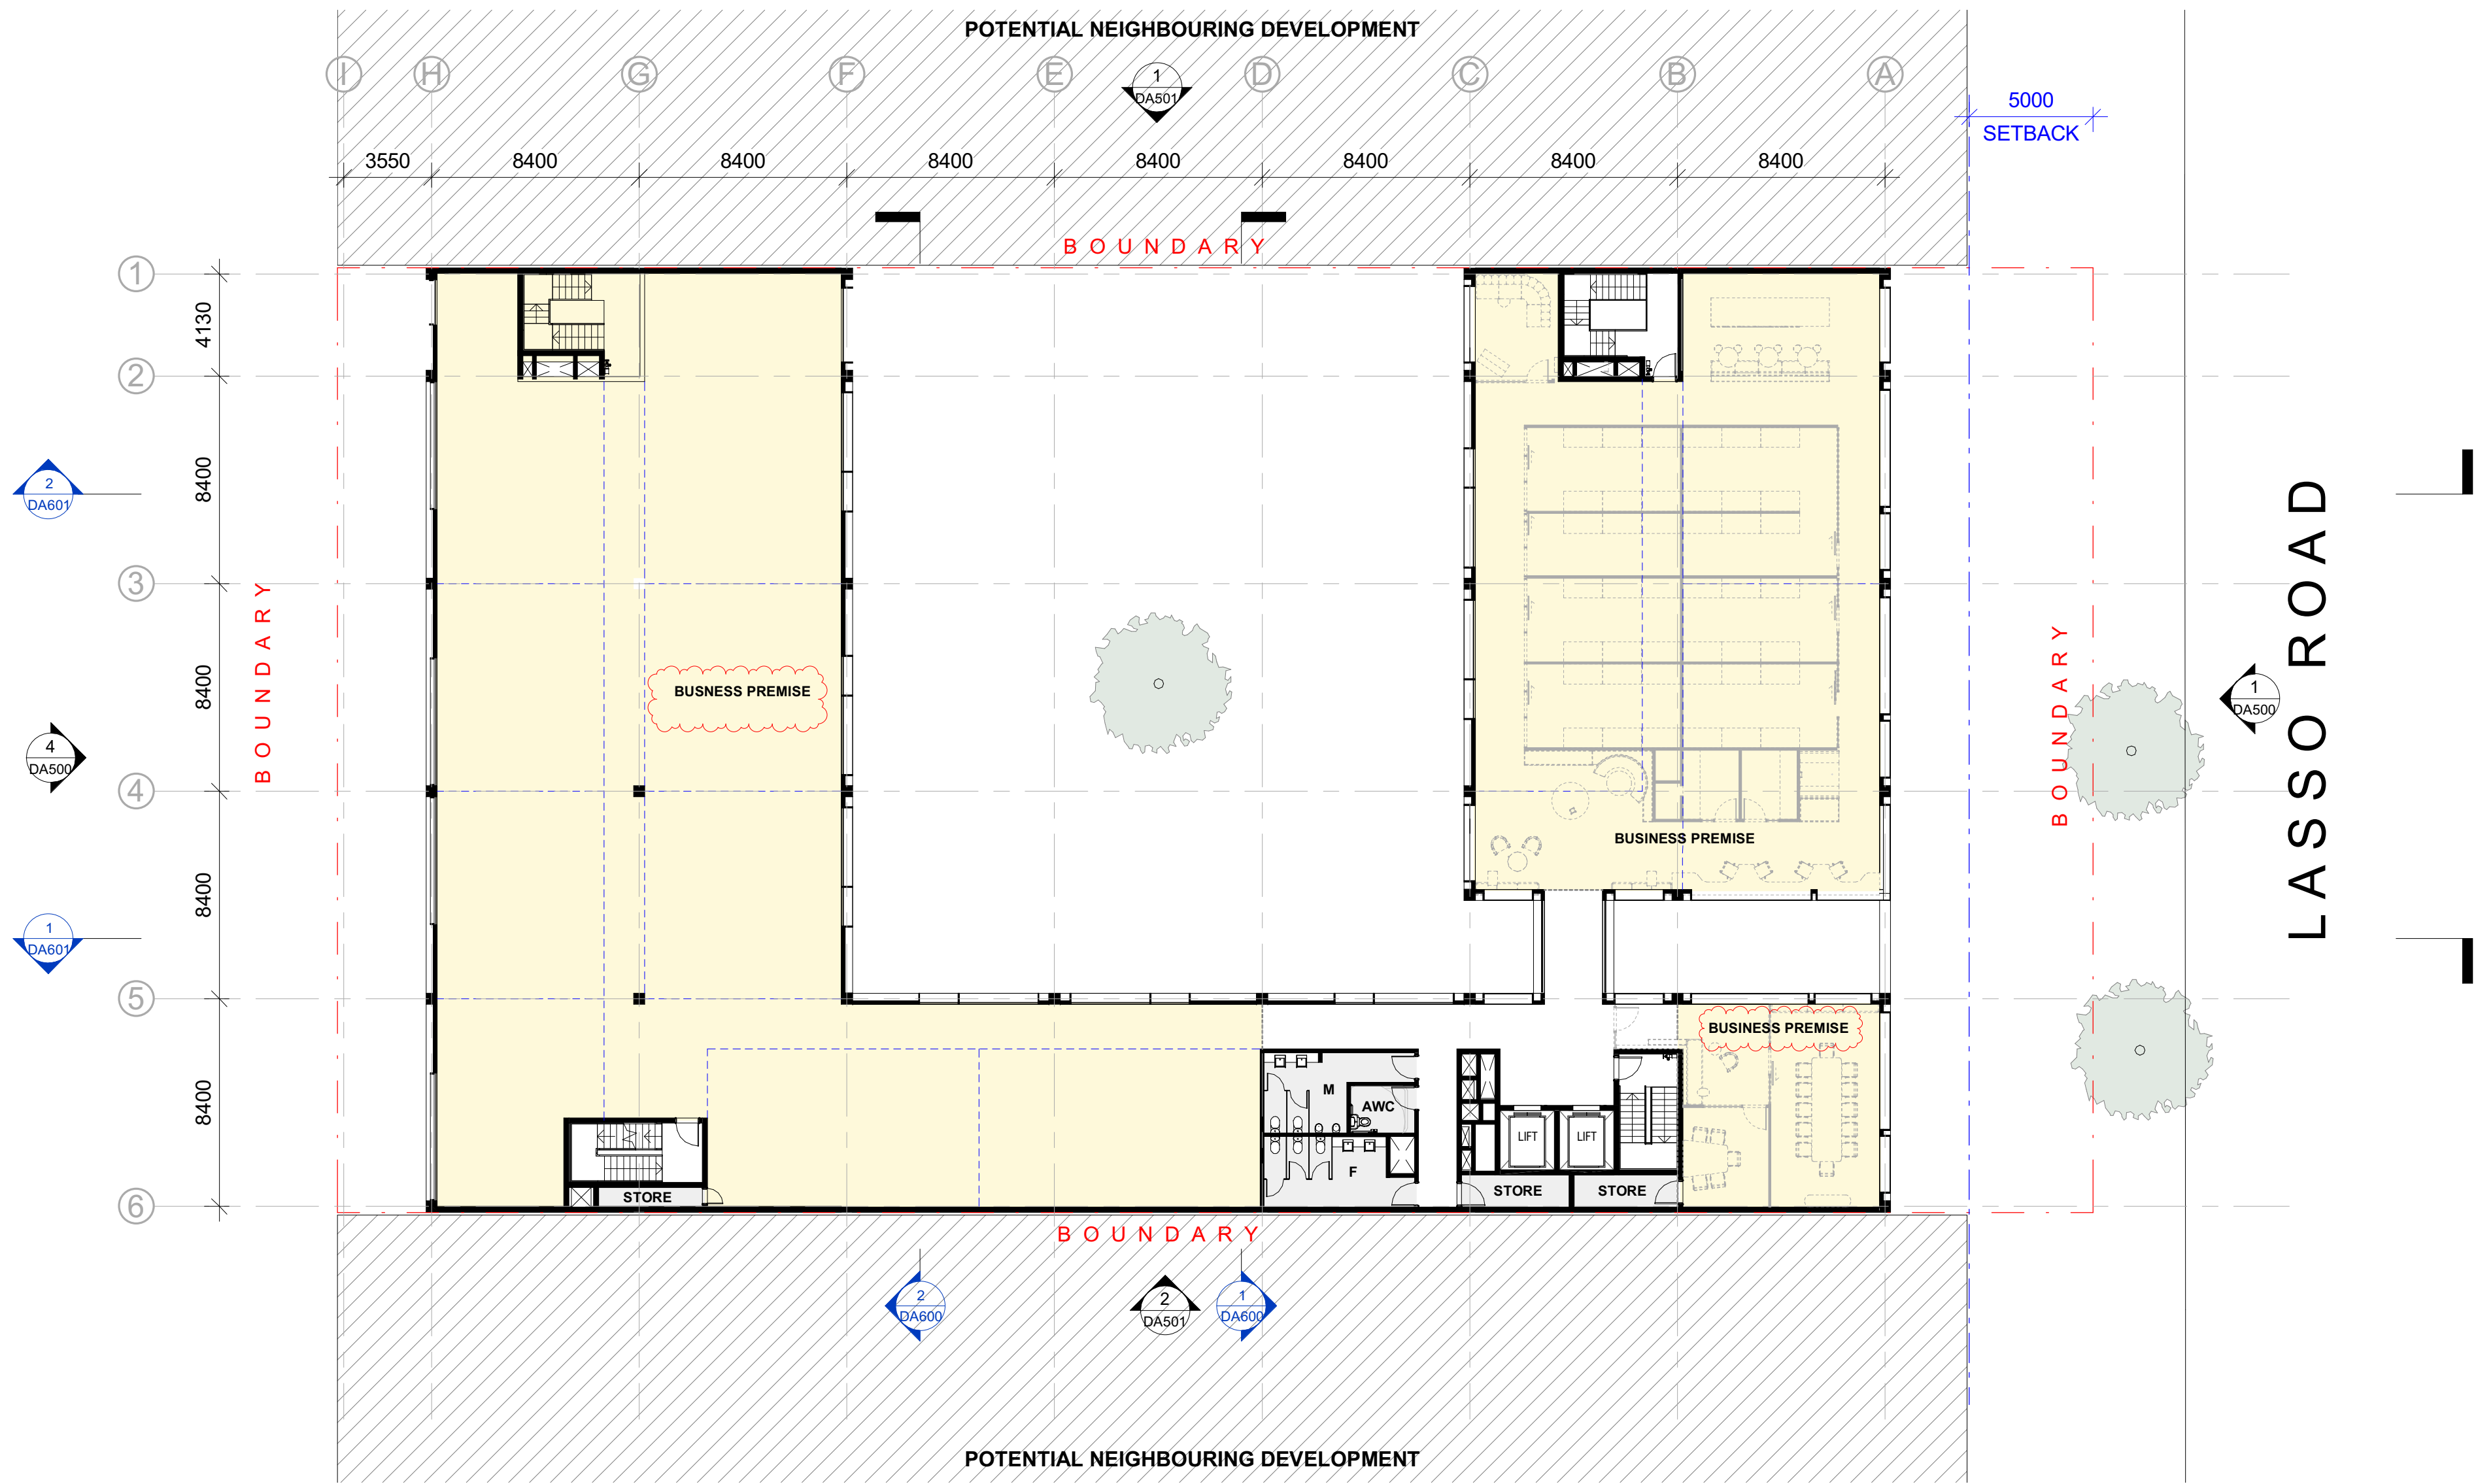 POTENTIAL NEIGHBOURING DEVELOPMENT
I H G F E D C B A
1
DA501
5000
SETBACK
3550 8400 8400 8400 8400 8400 8400 8400
BOUNDARY
1
4130
2
8400
2
DA601
3
BOUNDARY
8400
BUSNESS PREMISE
4
DA500
4
BUSINESS PREMISE
BOUNDARY
1
DA500
LASSO ROAD
8400
1
DA601
5
BUSINESS PREMISE
8400
M
AWC
F
LIFT
LIFT
STORE
STORE
STORE
6
BOUNDARY
2
DA600
2
DA501
1
DA600
POTENTIAL NEIGHBOURING DEVELOPMENT